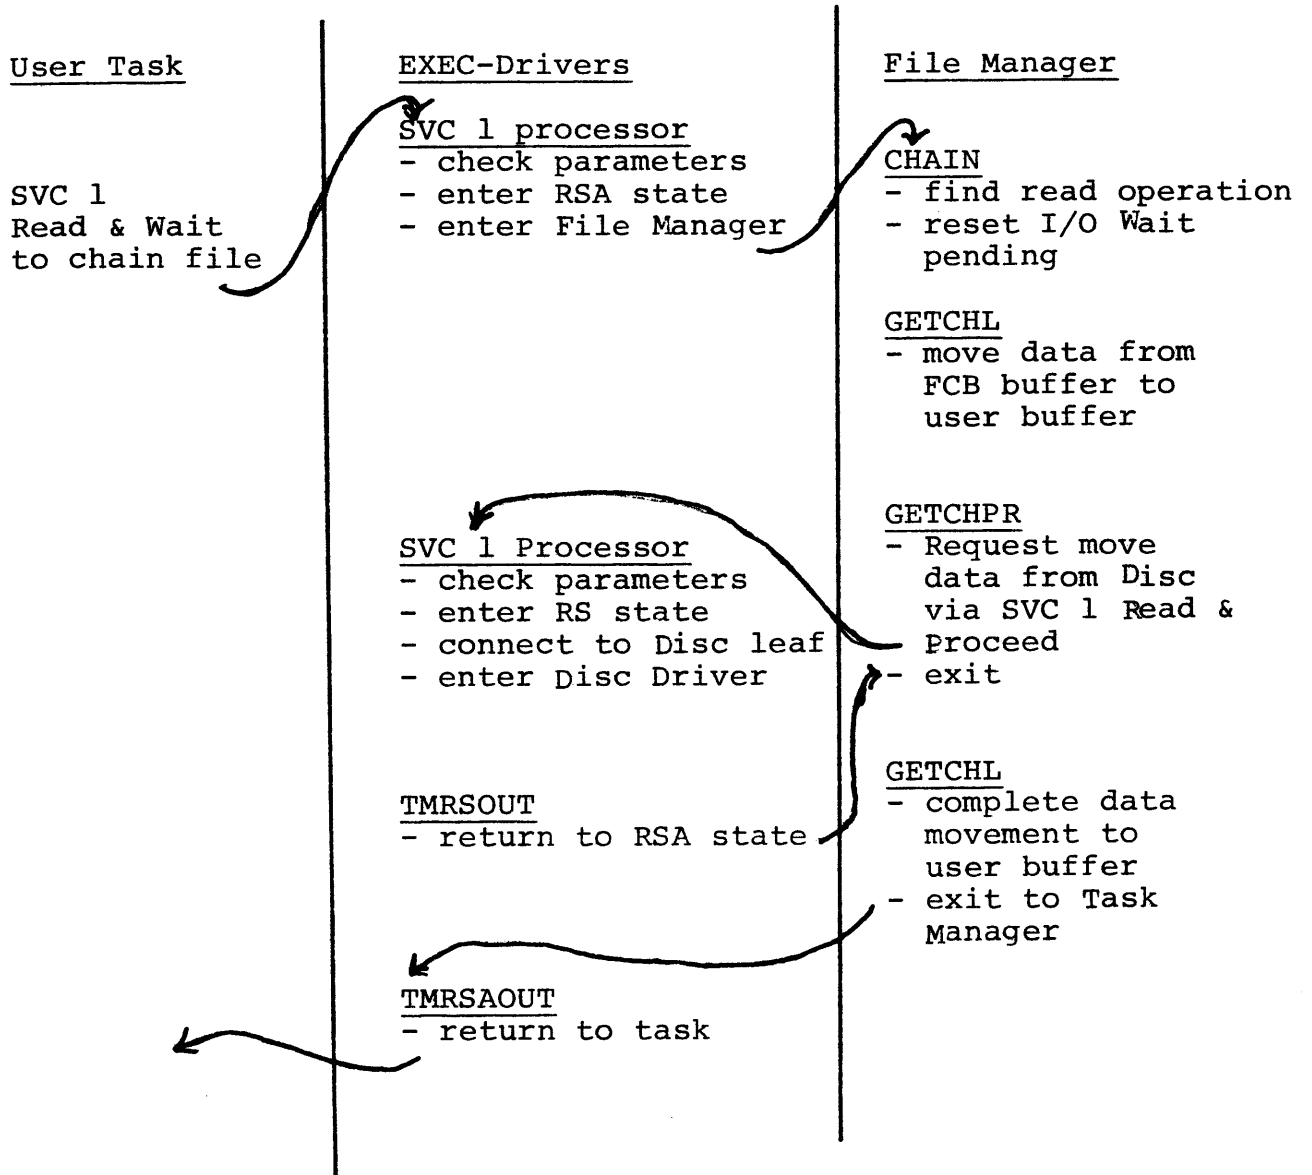 User Task
SVC 1
Read & Wait
to chain file
EXEC-Drivers
SVC 1 processor
- check parameters
- enter RSA state
- enter File Manager
SVC 1 Processor
- check parameters
- enter RS state
- connect to Disc leaf
- enter Disc Driver
TMRSOUT
- return to RSA state
TMRSAOUT
- return to task
File Manager
CHAIN
- find read operation
- reset I/O Wait
pending
GETCHL
- move data from
FCB buffer to
user buffer
GETCHPR
- Request move
data from Disc
via SVC 1 Read &
Proceed
- exit
GETCHL
- complete data
movement to
user buffer
- exit to Task
Manager